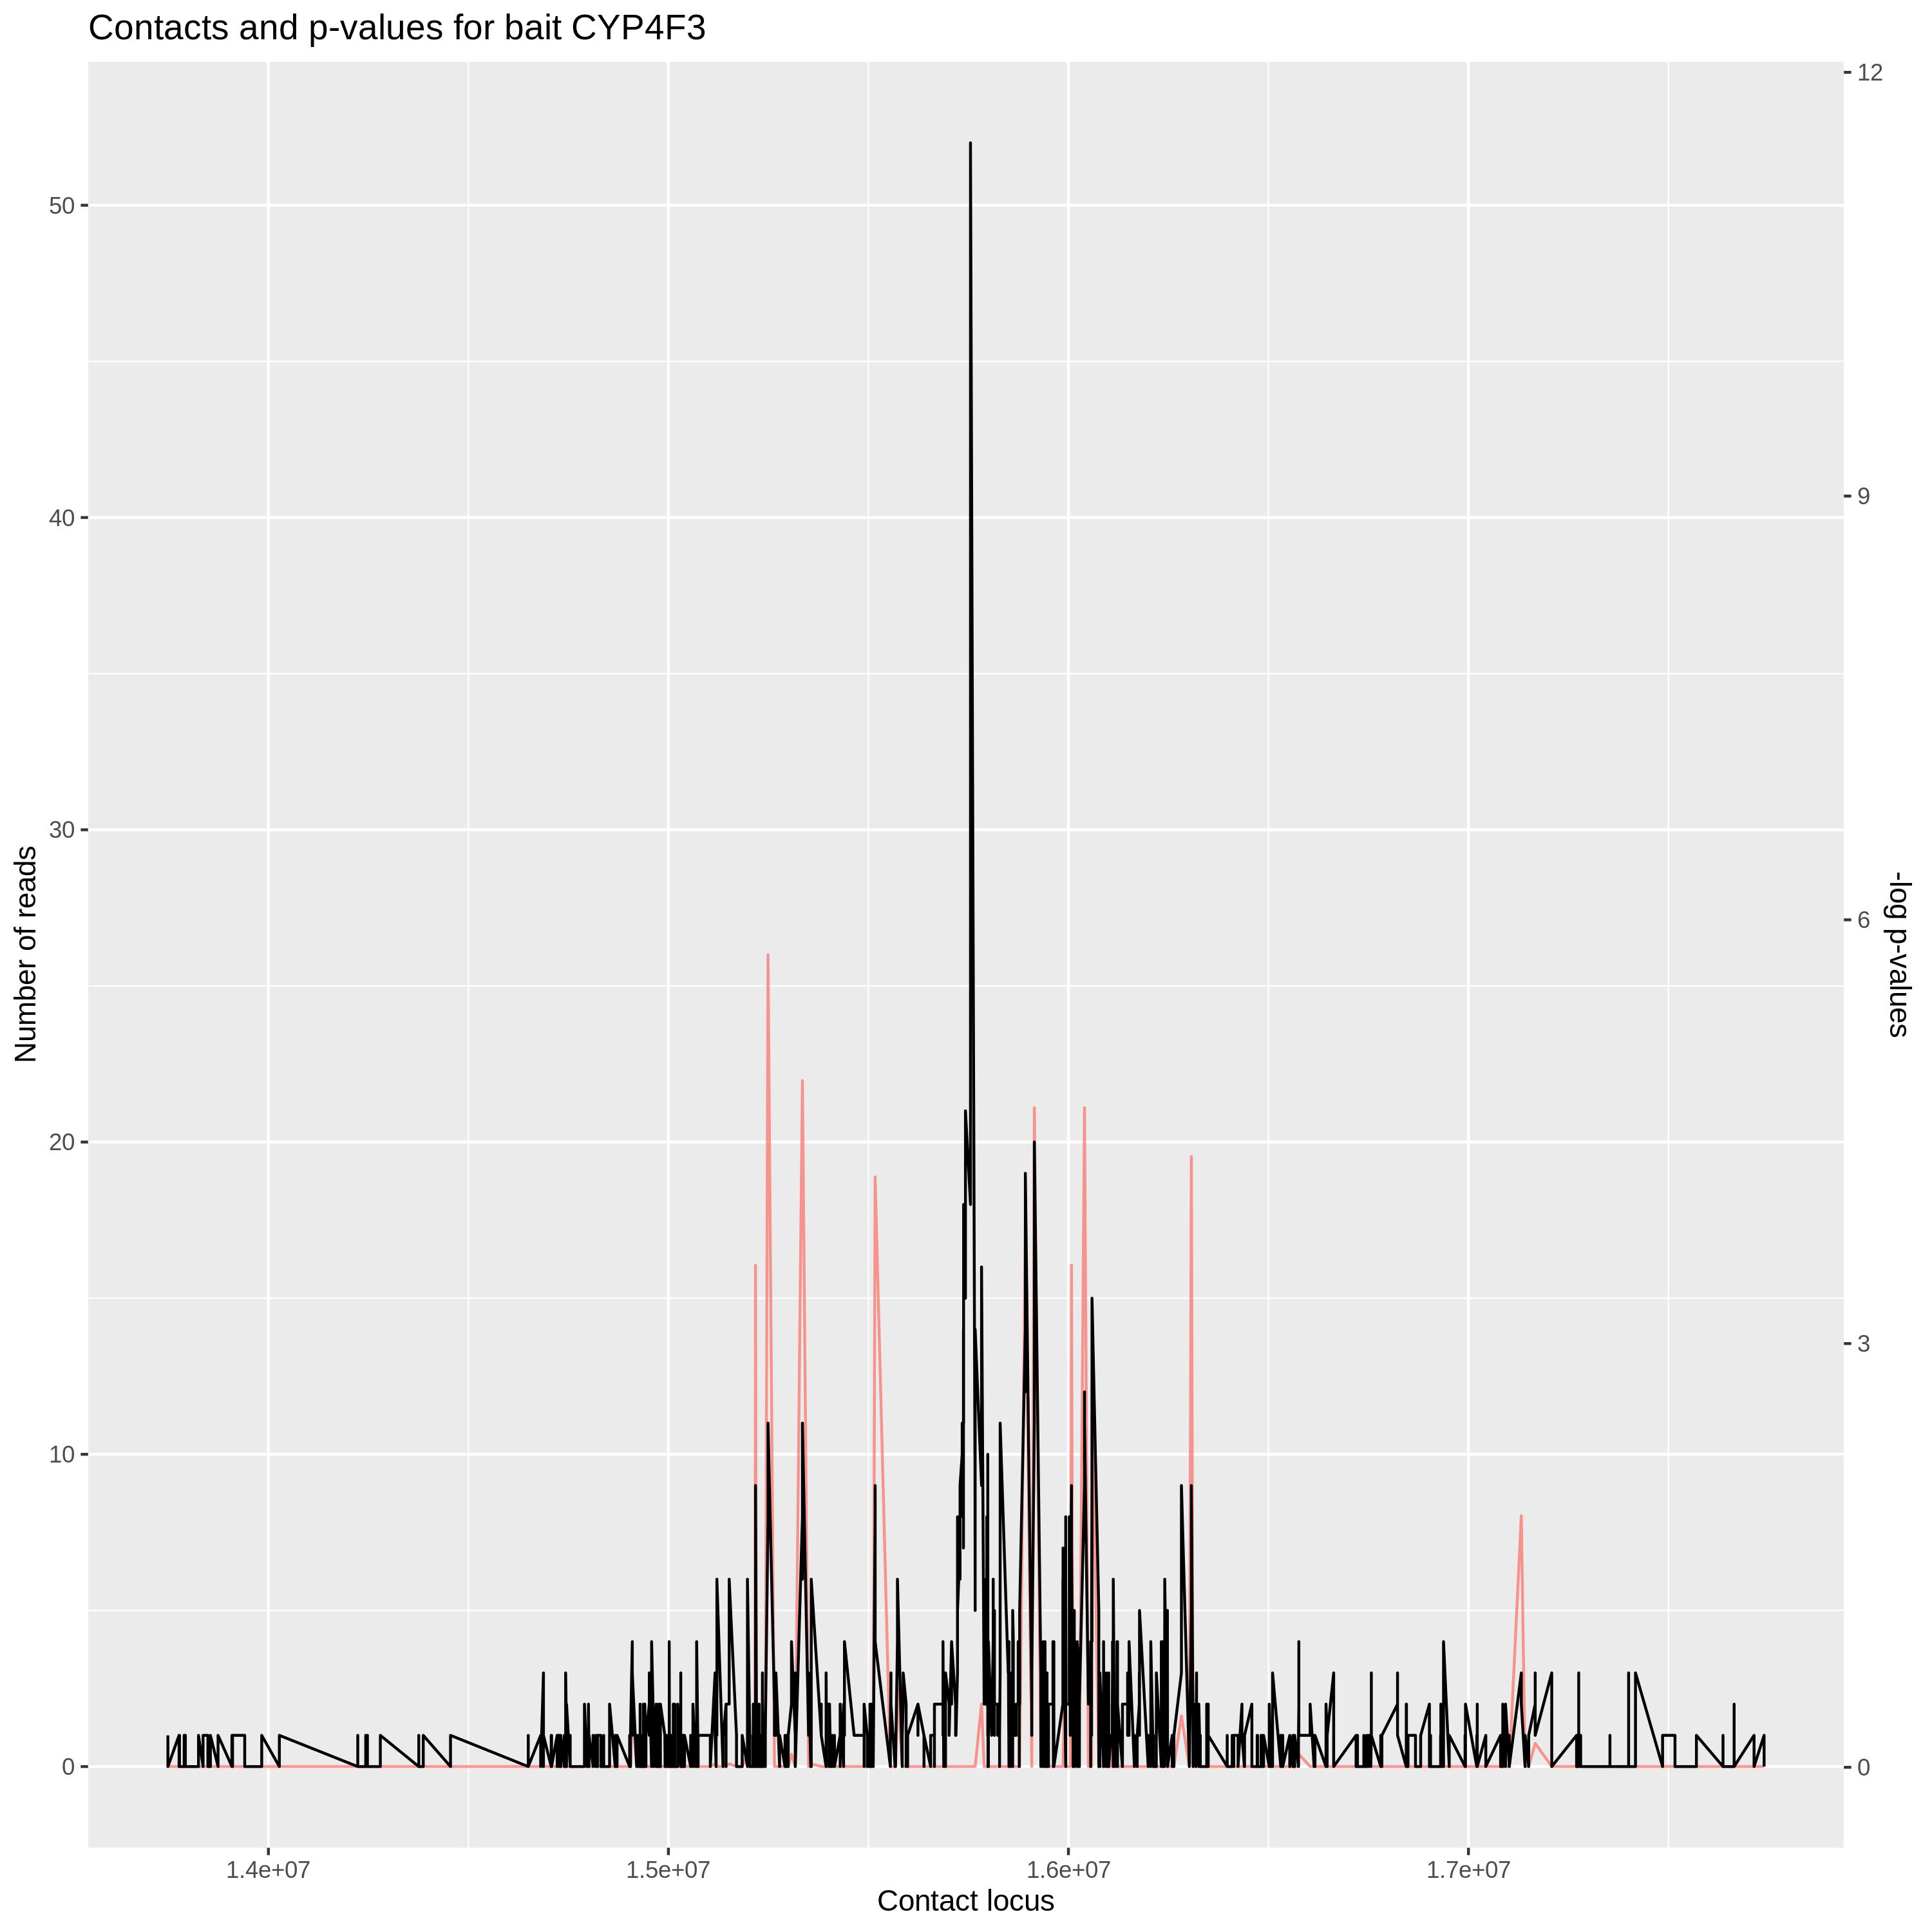 Contacts and p-values for bait CYP4F3
Number of reads
50
40
30
20
10
0
12
9
6
3
0
-log p-values
1.4e+07
1.5e+07
1.6e+07
1.7e+07
Contact locus